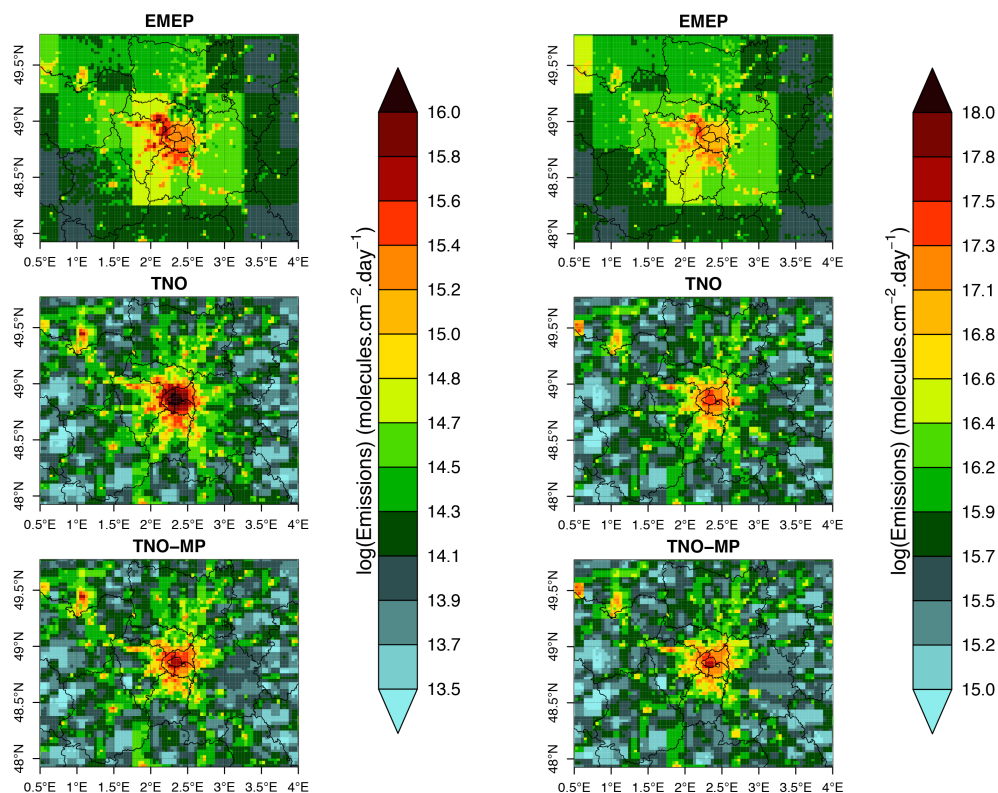 EMEP
49.5°N
49°N
48.5°N
48°N
0.5°E 1°E 1.5°E 2°E 2.5°E 3°E 3.5°E 4°E
TNO
49.5°N
49°N
48.5°N
48°N
0.5°E 1°E 1.5°E 2°E 2.5°E 3°E 3.5°E 4°E
TNO−MP
49.5°N
49°N
48.5°N
48°N
0.5°E 1°E 1.5°E 2°E 2.5°E 3°E 3.5°E 4°E
log(Emissions) (molecules.cm⁻².day⁻¹)
16.0
15.8
15.6
15.4
15.2
15.0
14.8
14.7
14.5
14.3
14.1
13.9
13.7
13.5
EMEP
49.5°N
49°N
48.5°N
48°N
0.5°E 1°E 1.5°E 2°E 2.5°E 3°E 3.5°E 4°E
TNO
49.5°N
49°N
48.5°N
48°N
0.5°E 1°E 1.5°E 2°E 2.5°E 3°E 3.5°E 4°E
TNO−MP
49.5°N
49°N
48.5°N
48°N
0.5°E 1°E 1.5°E 2°E 2.5°E 3°E 3.5°E 4°E
log(Emissions) (molecules.cm⁻².day⁻¹)
18.0
17.8
17.5
17.3
17.1
16.8
16.6
16.4
16.2
15.9
15.7
15.5
15.2
15.0